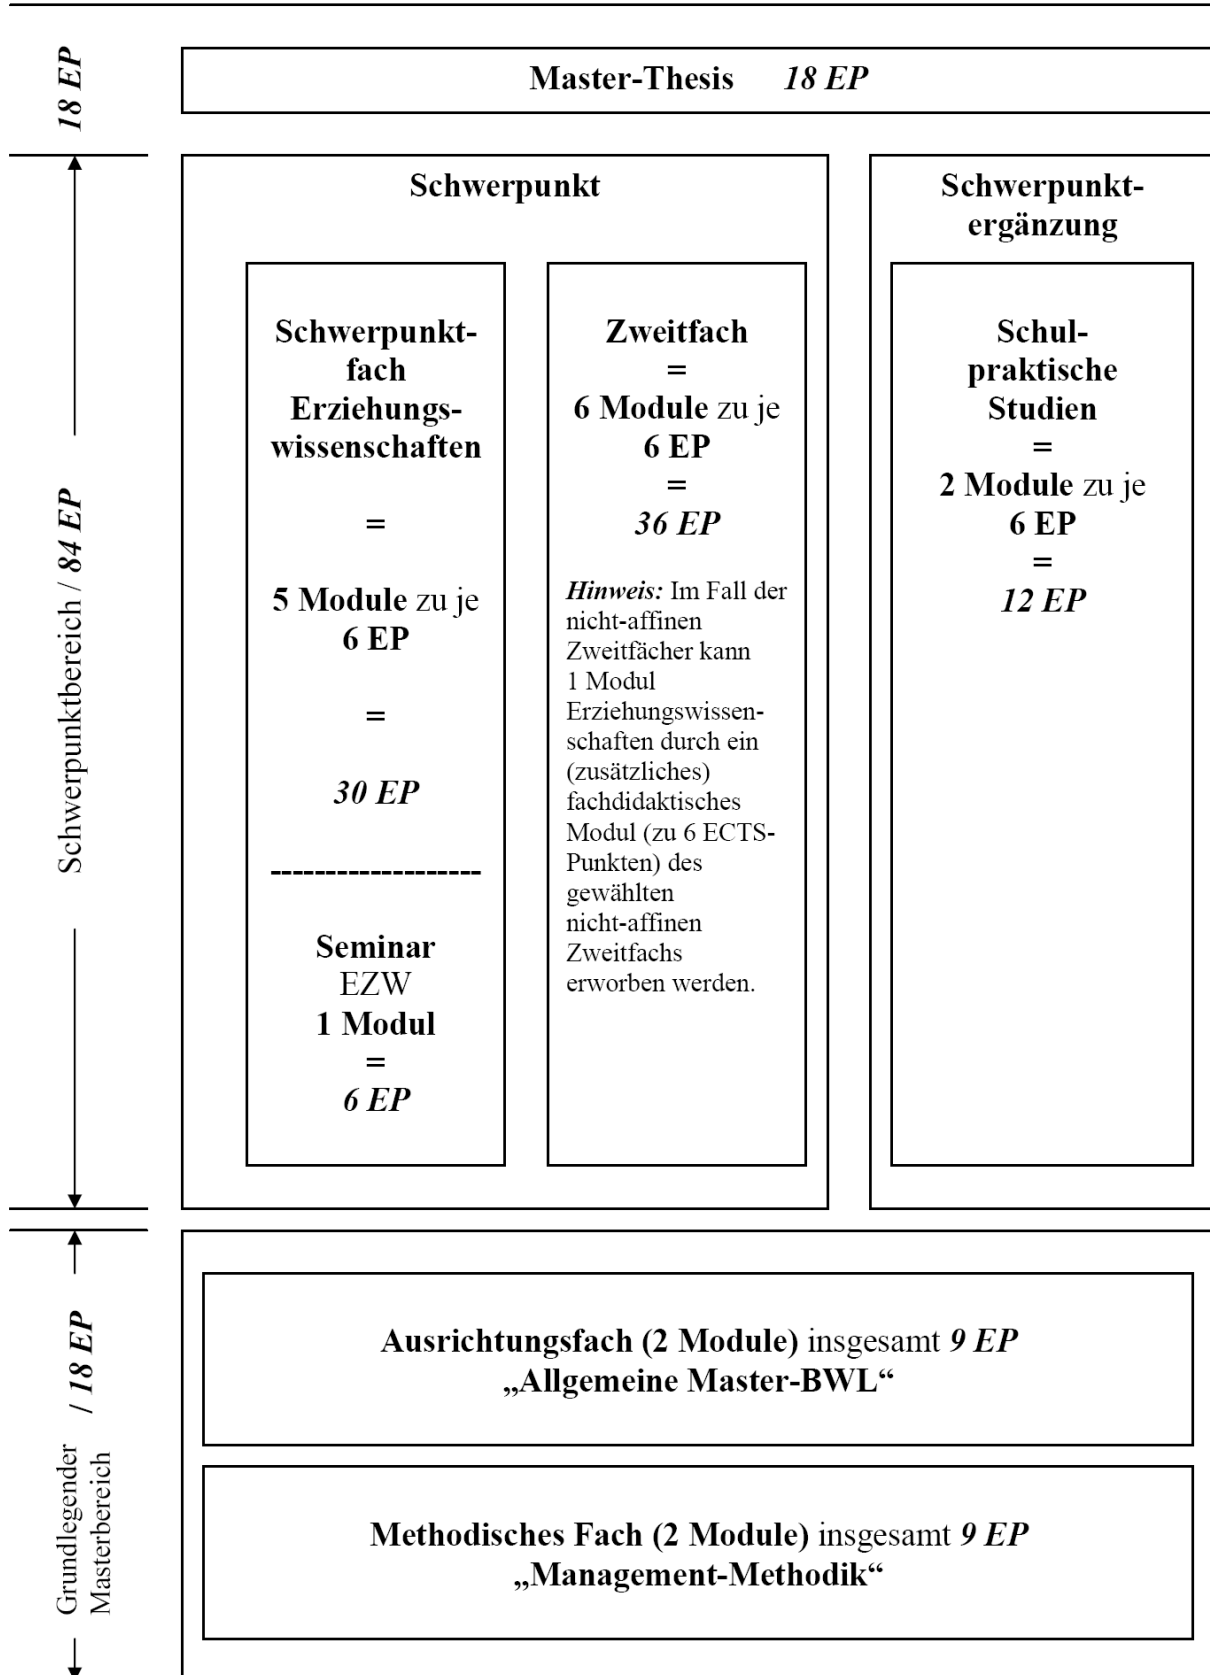 18 EP
Master-Thesis 18 EP
Schwerpunktbereich / 84 EP
Schwerpunkt
Schwerpunkt-
fach
Erziehungs-
wissenschaften
=
5 Module zu je
6 EP
=
30 EP
-------------------
Seminar
EZW
1 Modul
=
6 EP
Zweitfach
=
6 Module zu je
6 EP
=
36 EP
Hinweis: Im Fall der
nicht-affinen
Zweitfächer kann
1 Modul
Erziehungswissen-
schaften durch ein
(zusätzliches)
fachdidaktisches
Modul (zu 6 ECTS-
Punkten) des
gewählten
nicht-affinen
Zweitfachs
erworben werden.
Schwerpunkt-
ergänzung
Schul-
praktische
Studien
=
2 Module zu je
6 EP
=
12 EP
Grundlegender
Masterbereich / 18 EP
Ausrichtungsfach (2 Module) insgesamt 9 EP
„Allgemeine Master-BWL“
Methodisches Fach (2 Module) insgesamt 9 EP
„Management-Methodik“